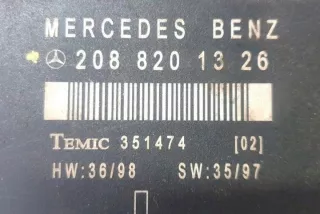 MERCEDES BENZ
208 820 13 26
TEMIC 351474 [02]
HW:36/98 SW:35/97